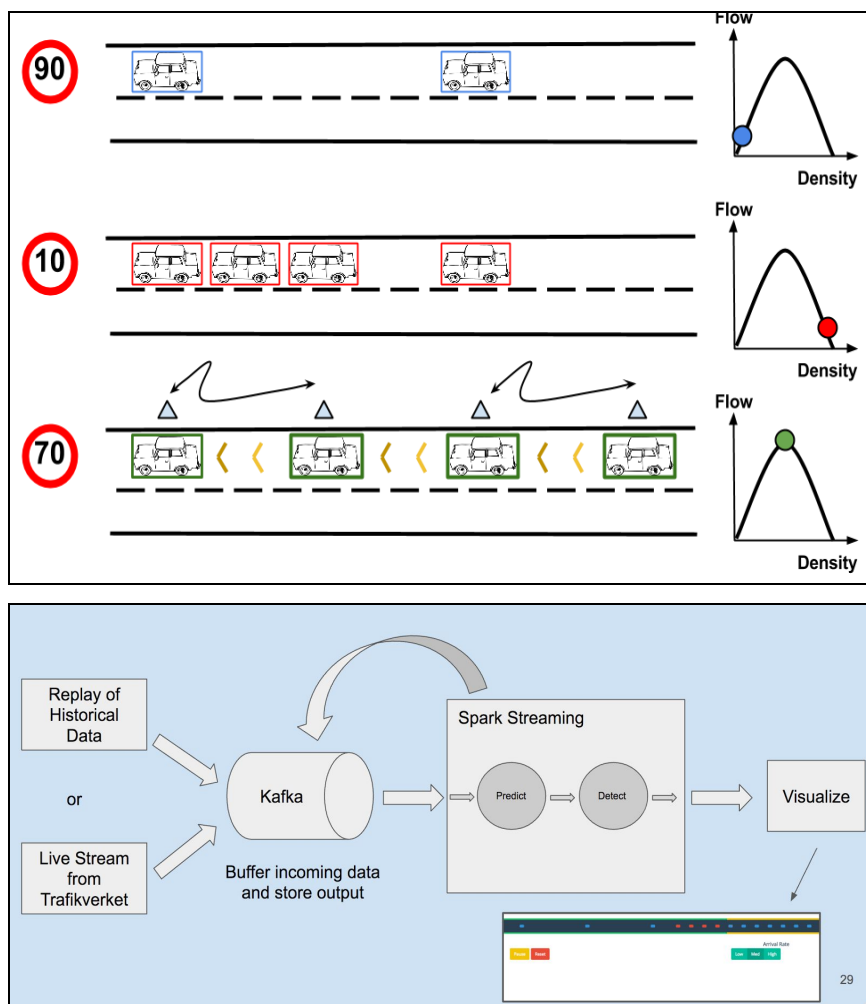 Flow
90
Density
Flow
10
Density
Flow
70
Density
Replay of
Historical
Data
or
Live Stream
from
Trafikverket
Kafka
Buffer incoming data
and store output
Spark Streaming
Predict
Detect
Visualize
Arrival Rate
Pause
Reset
Low
Med
High
29